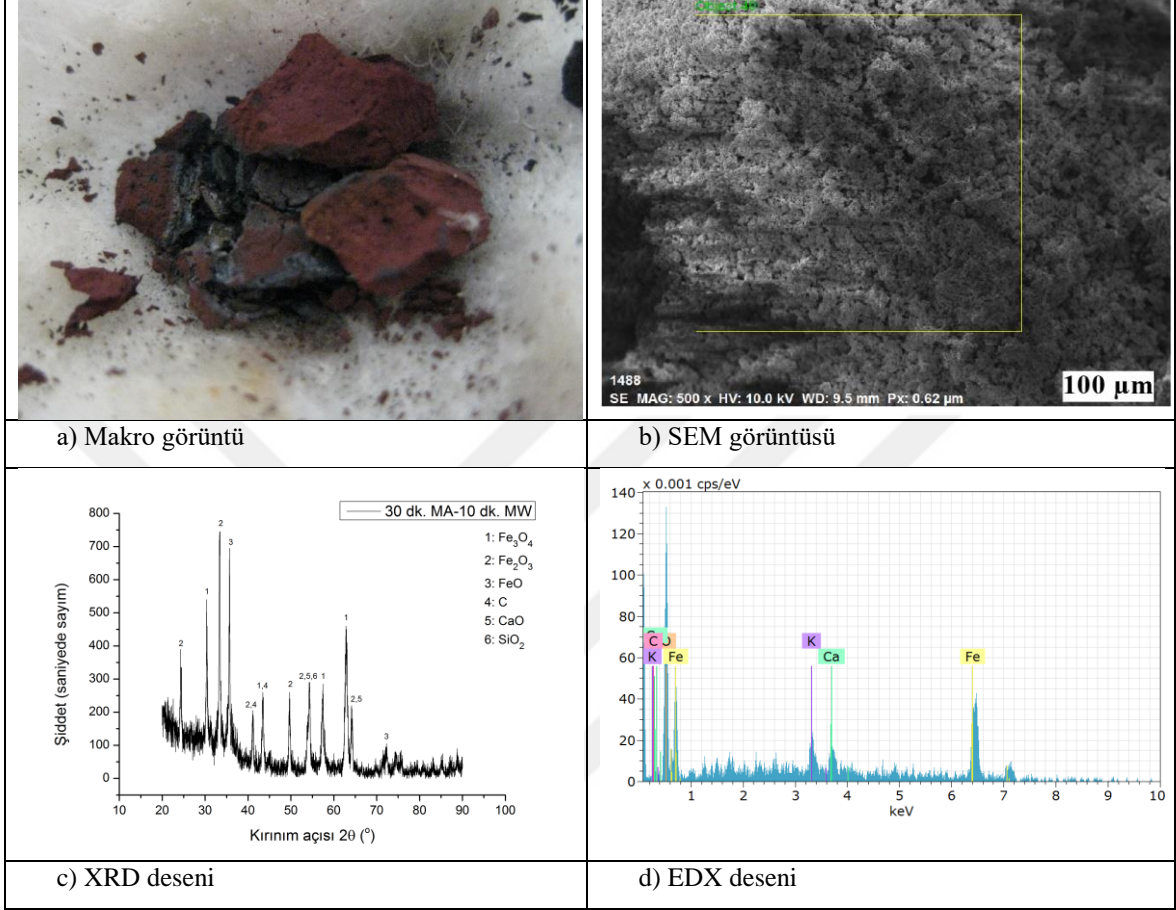 Object 30
1488
SE MAG: 500 x HV: 10.0 kV WD: 9.5 mm Px: 0.62 µm
100 µm
a) Makro görüntü
b) SEM görüntüsü
800
700
600
500
400
300
200
100
0
10 20 30 40 50 60 70 80 90 100
Şiddet (saniyede sayım)
Kırınım açısı 2θ (°)
30 dk. MA-10 dk. MW
1: Fe₃O₄
2: Fe₂O₃
3: FeO
4: C
5: CaO
6: SiO₂
2
1
2
3
2,4
1,4
2
2,5,6
1
1
2,5
3
x 0.001 cps/eV
140
120
100
80
60
40
20
0
1 2 3 4 5 6 7 8 9 10
keV
C O
K Fe
K
Ca
Fe
c) XRD deseni
d) EDX deseni